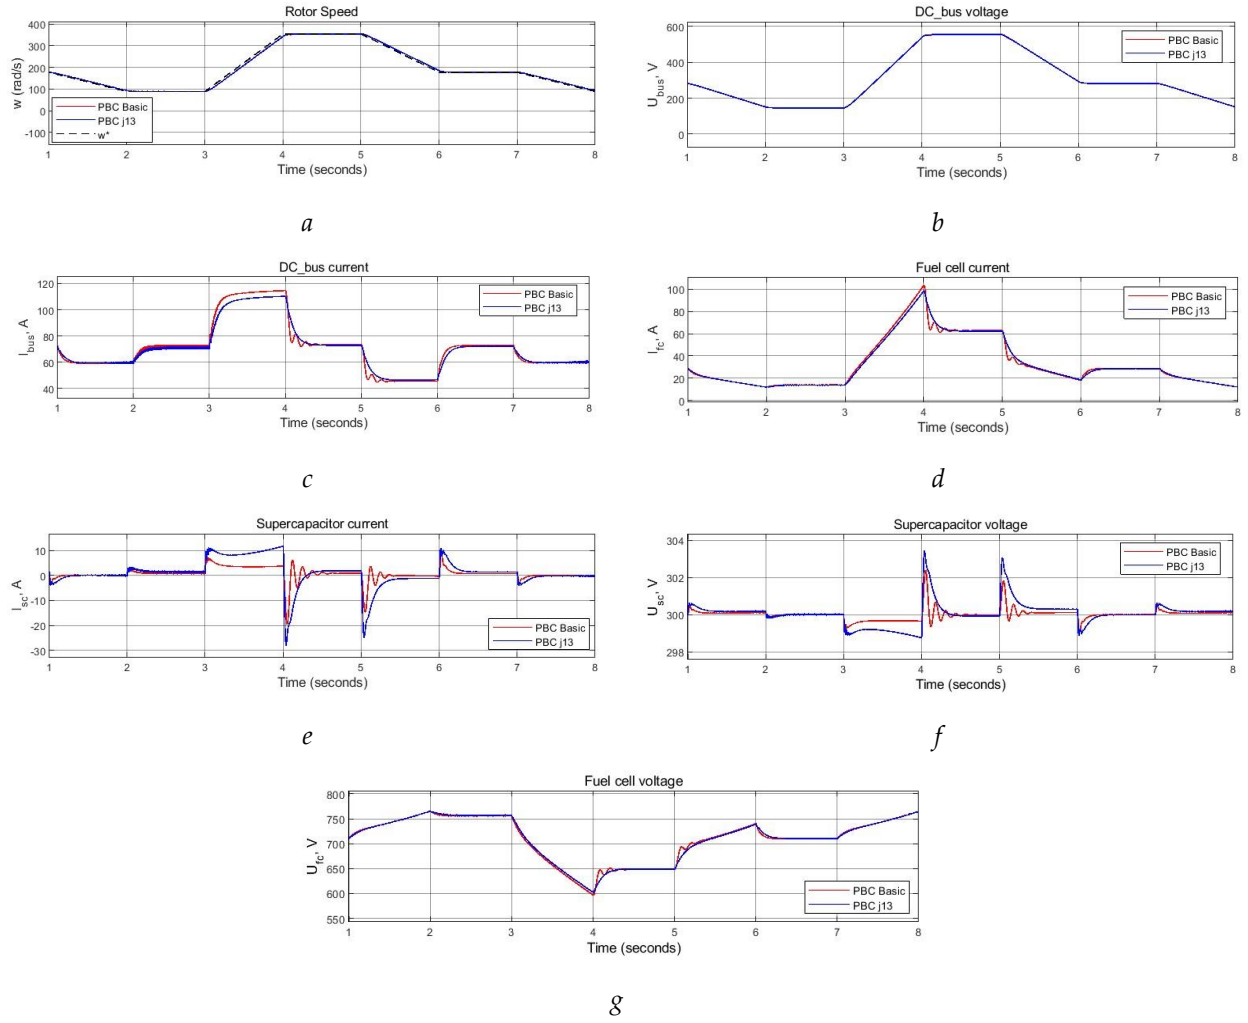 Rotor Speed
400
300
200
100
0
-100
w (rad/s)
PBC Basic
PBC j13
w*
1 2 3 4 5 6 7 8
Time (seconds)
a
DC_bus voltage
600
400
200
0
U_bus, V
PBC Basic
PBC j13
1 2 3 4 5 6 7 8
Time (seconds)
b
DC_bus current
120
100
80
60
40
I_bus, A
PBC Basic
PBC j13
1 2 3 4 5 6 7 8
Time (seconds)
c
Fuel cell current
100
80
60
40
20
0
I_fc, A
PBC Basic
PBC j13
1 2 3 4 5 6 7 8
Time (seconds)
d
Supercapacitor current
10
0
-10
-20
-30
I_sc, A
PBC Basic
PBC j13
1 2 3 4 5 6 7 8
Time (seconds)
e
Supercapacitor voltage
304
302
300
298
U_sc, V
PBC Basic
PBC j13
1 2 3 4 5 6 7 8
Time (seconds)
f
Fuel cell voltage
800
750
700
650
600
550
U_fc, V
PBC Basic
PBC j13
1 2 3 4 5 6 7 8
Time (seconds)
g